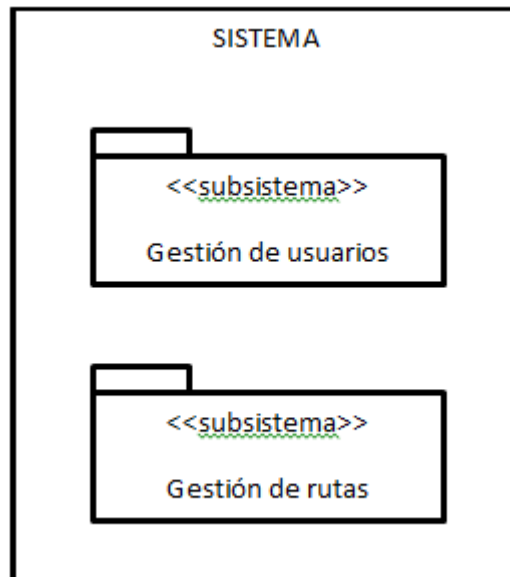 SISTEMA
<<subsistema>>
Gestión de usuarios
<<subsistema>>
Gestión de rutas